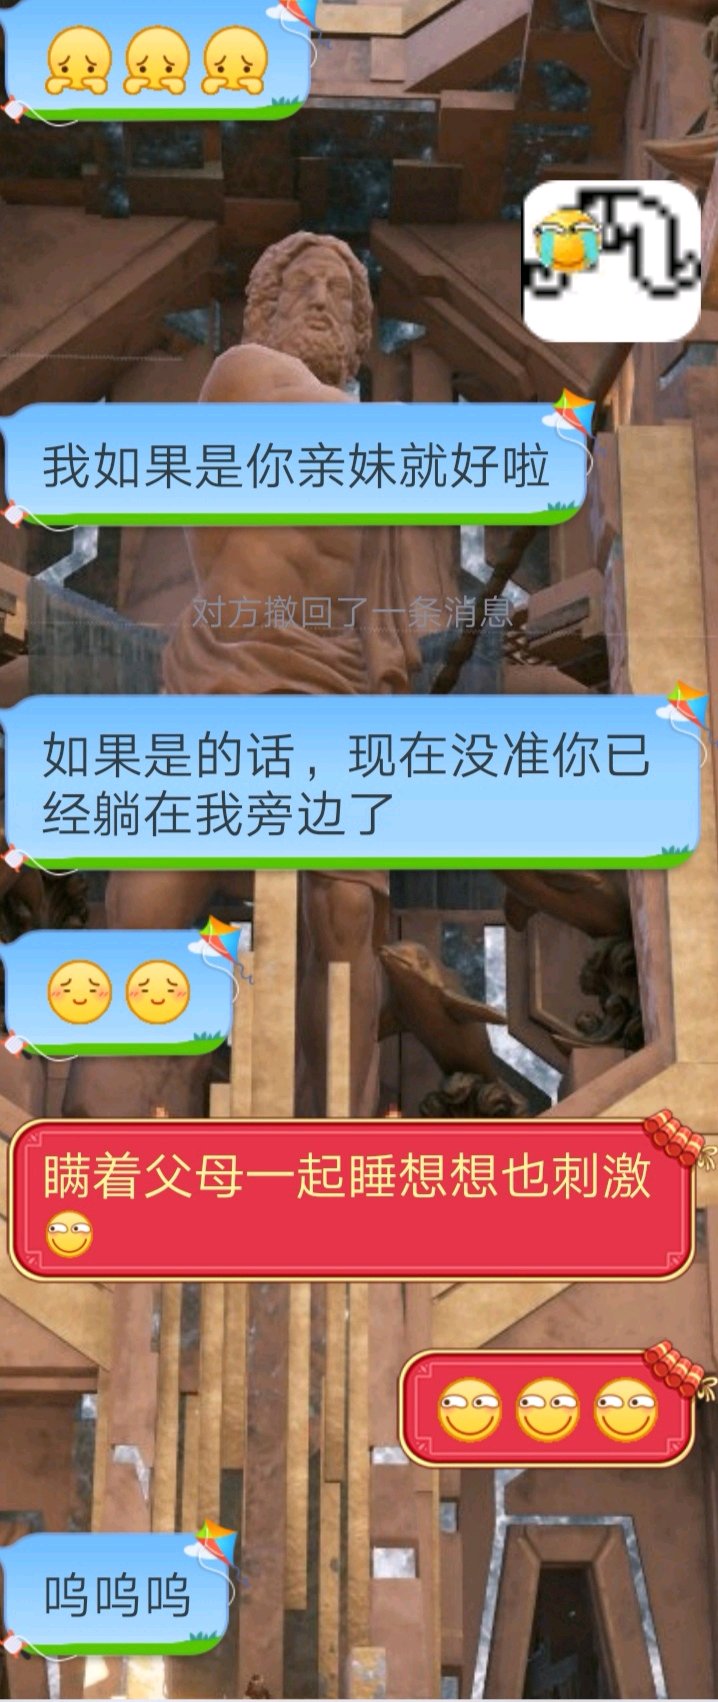 我如果是你亲妹就好啦
对方撤回了一条消息
如果是的话，现在没准你已
经躺在我旁边了
瞒着父母一起睡想想也刺激
呜呜呜